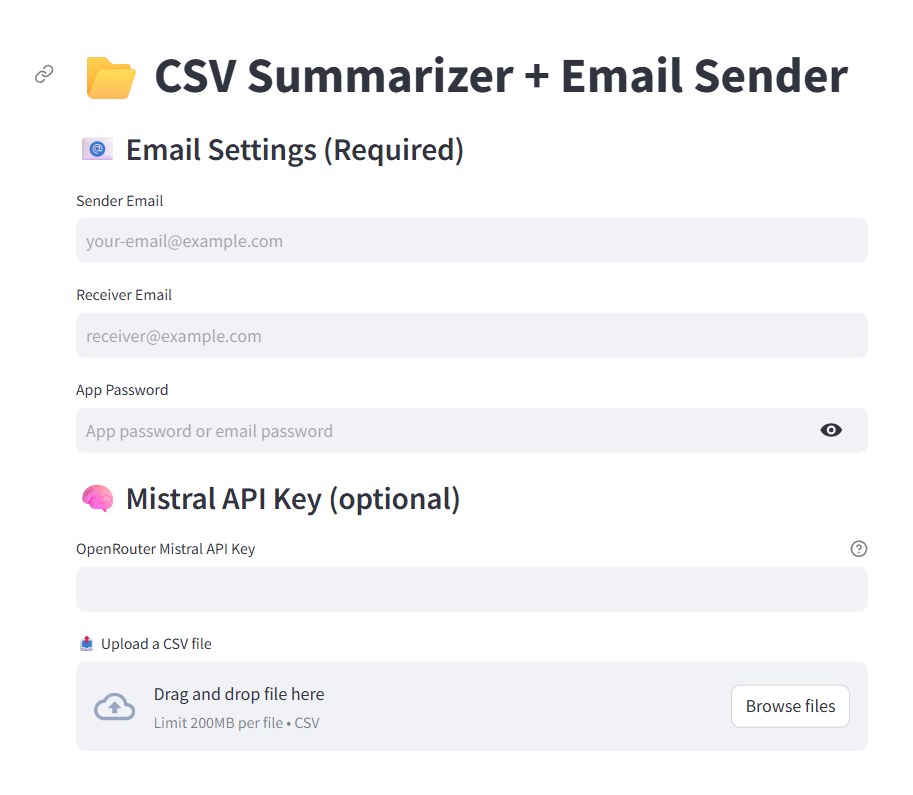 CSV Summarizer + Email Sender
Email Settings (Required)
Sender Email
your-email@example.com
Receiver Email
receiver@example.com
App Password
App password or email password
Mistral API Key (optional)
OpenRouter Mistral API Key
Upload a CSV file
Drag and drop file here
Limit 200MB per file • CSV
Browse files